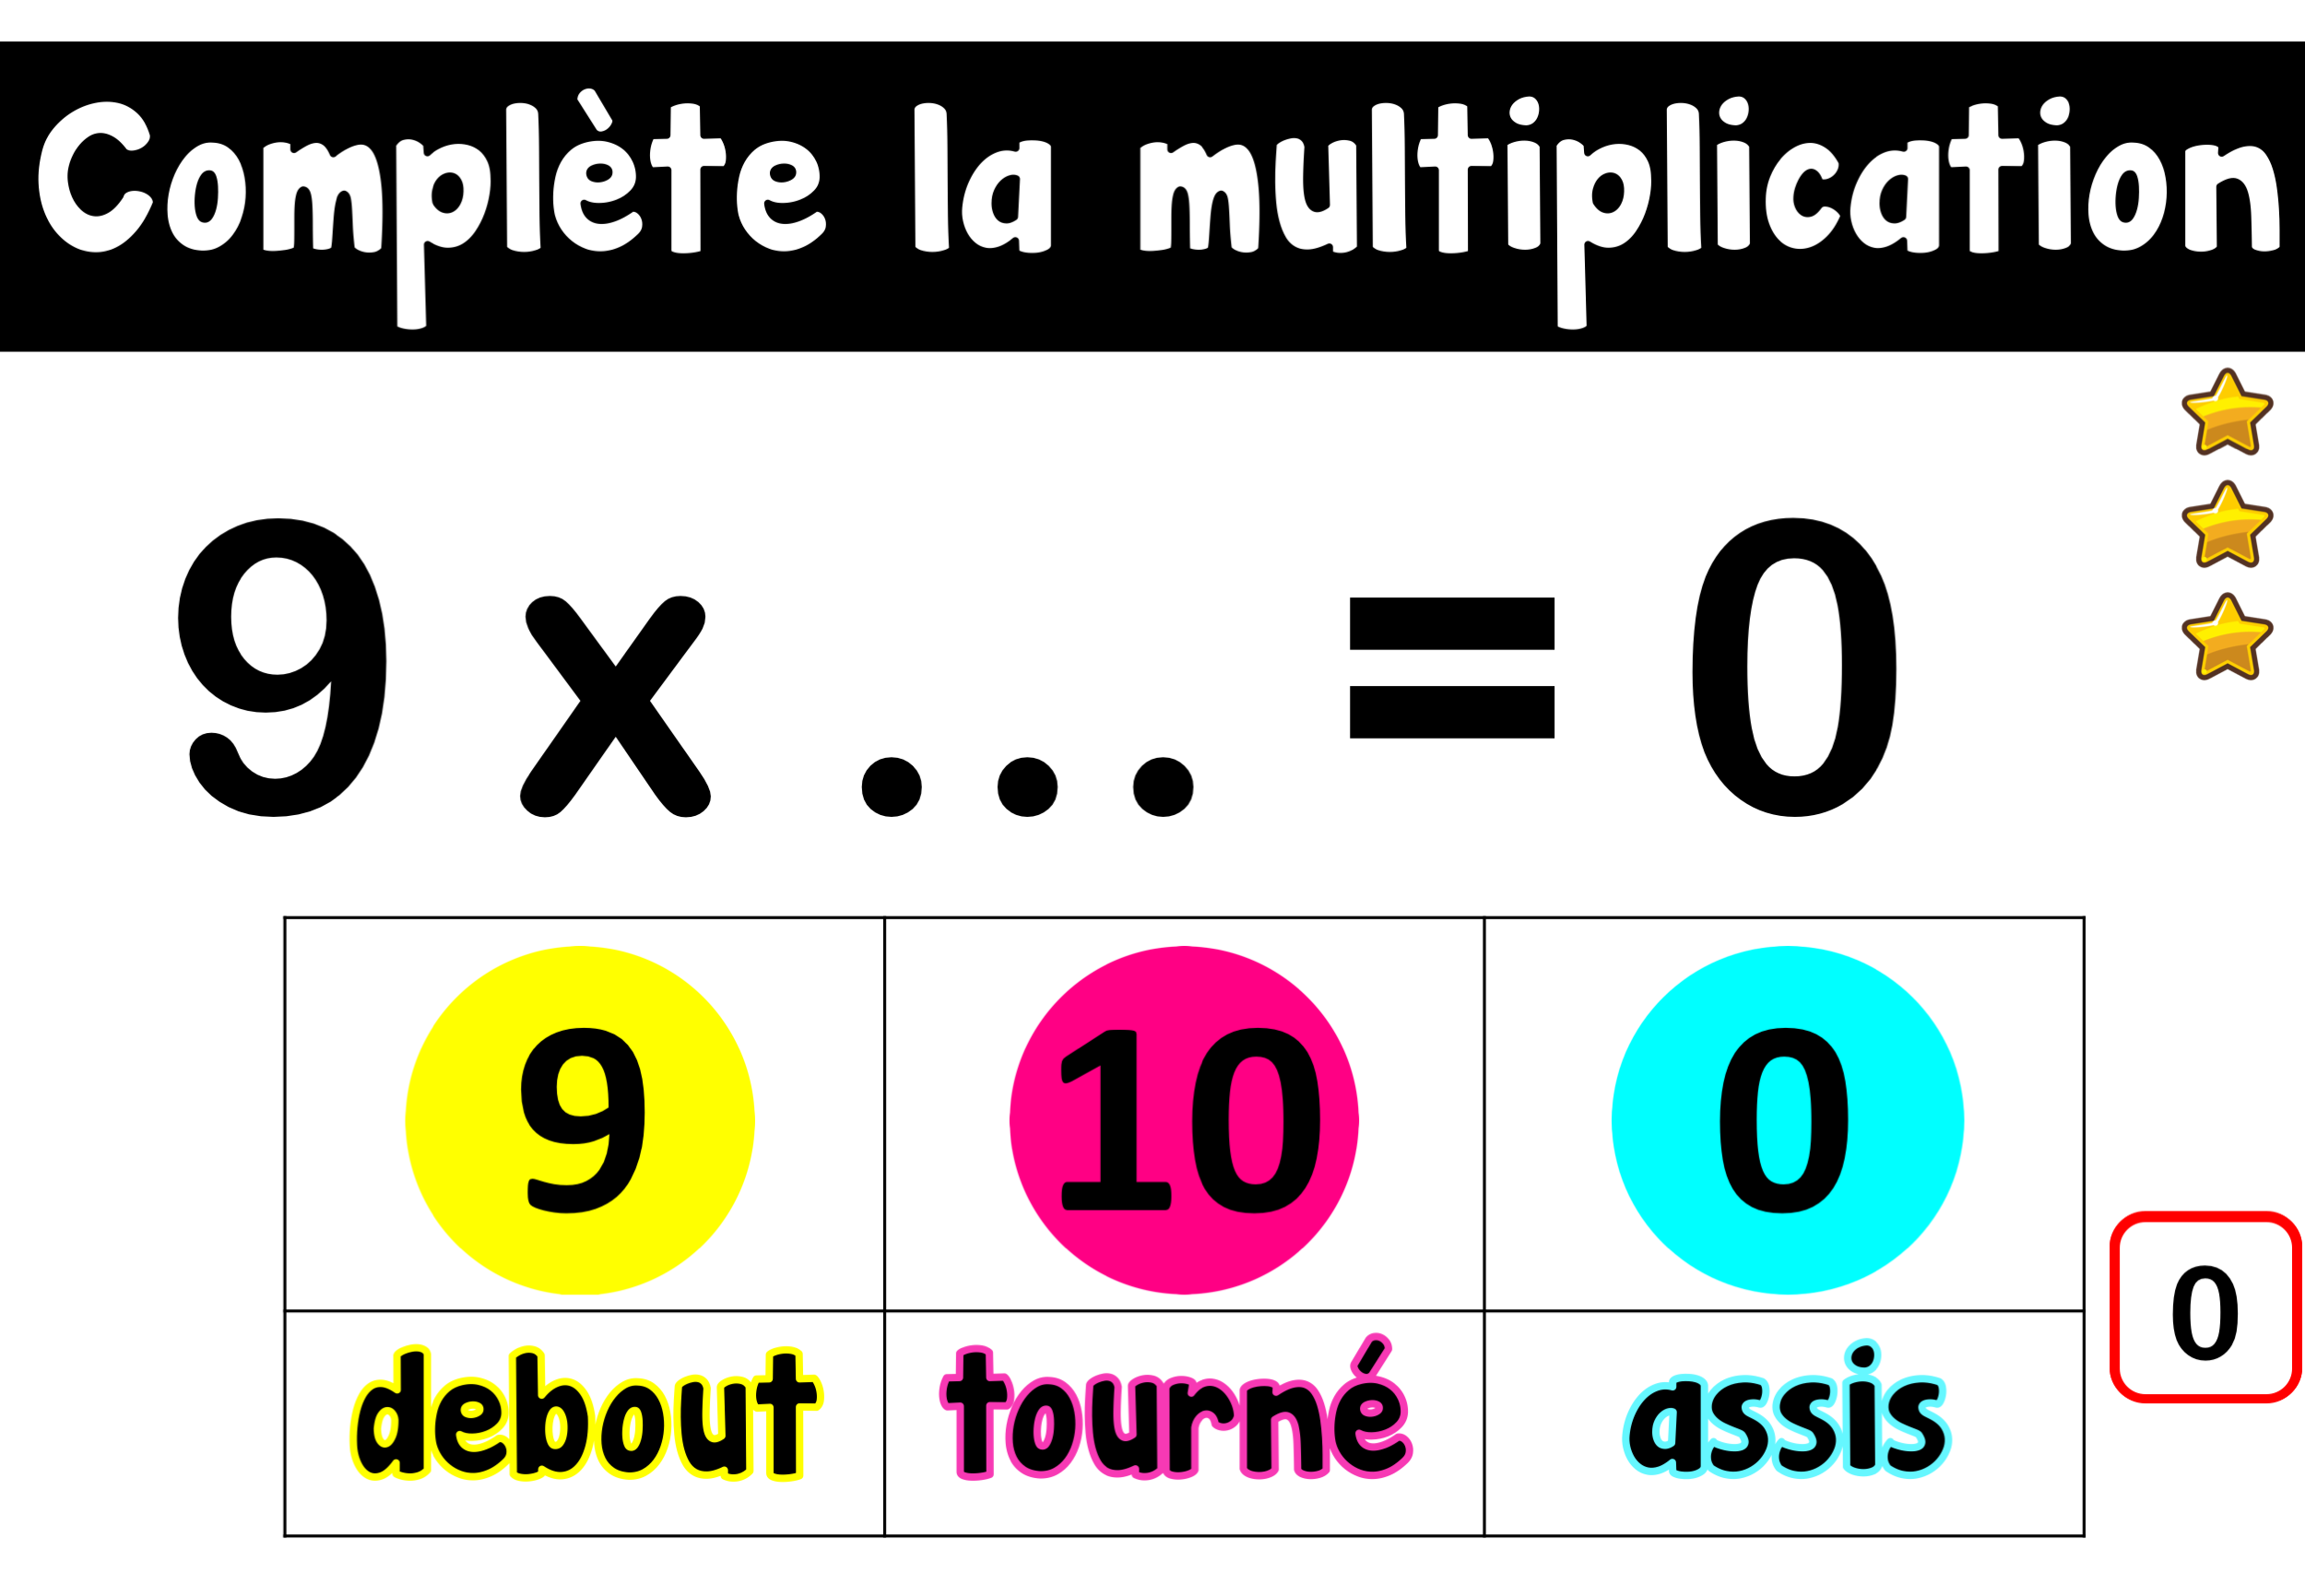 Complète la multiplication
9 x ... = 0
9 10 0
0
debout tourné assis